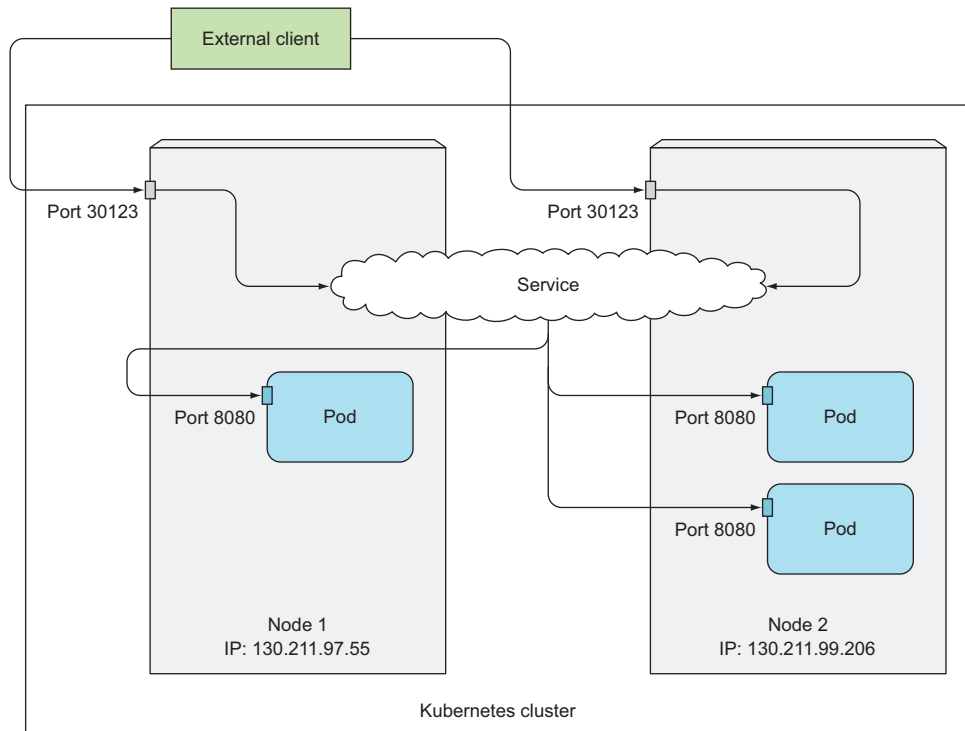 External client
Port 30123
Port 30123
Service
Port 8080
Pod
Port 8080
Pod
Port 8080
Pod
Node 1
IP: 130.211.97.55
Node 2
IP: 130.211.99.206
Kubernetes cluster